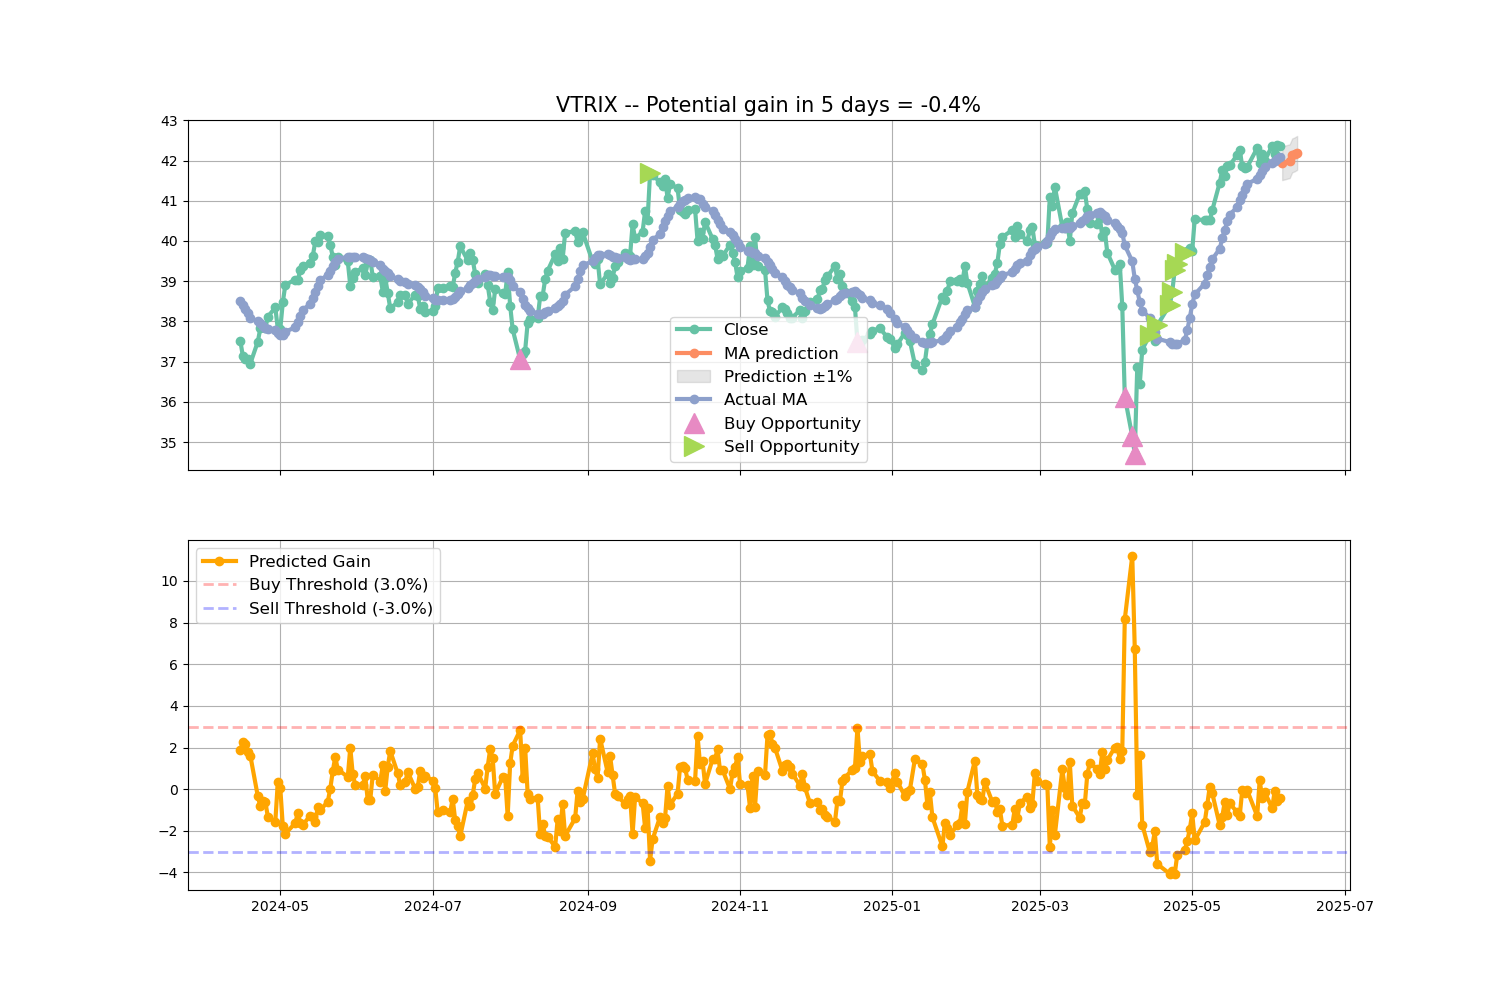 VTRIX -- Potential gain in 5 days = -0.4%
43
42
41
40
39
38
37
36
35
Close
MA prediction
Prediction ±1%
Actual MA
Buy Opportunity
Sell Opportunity
Predicted Gain
Buy Threshold (3.0%)
Sell Threshold (-3.0%)
10
8
6
4
2
0
−2
−4
2024-05 2024-07 2024-09 2024-11 2025-01 2025-03 2025-05 2025-07